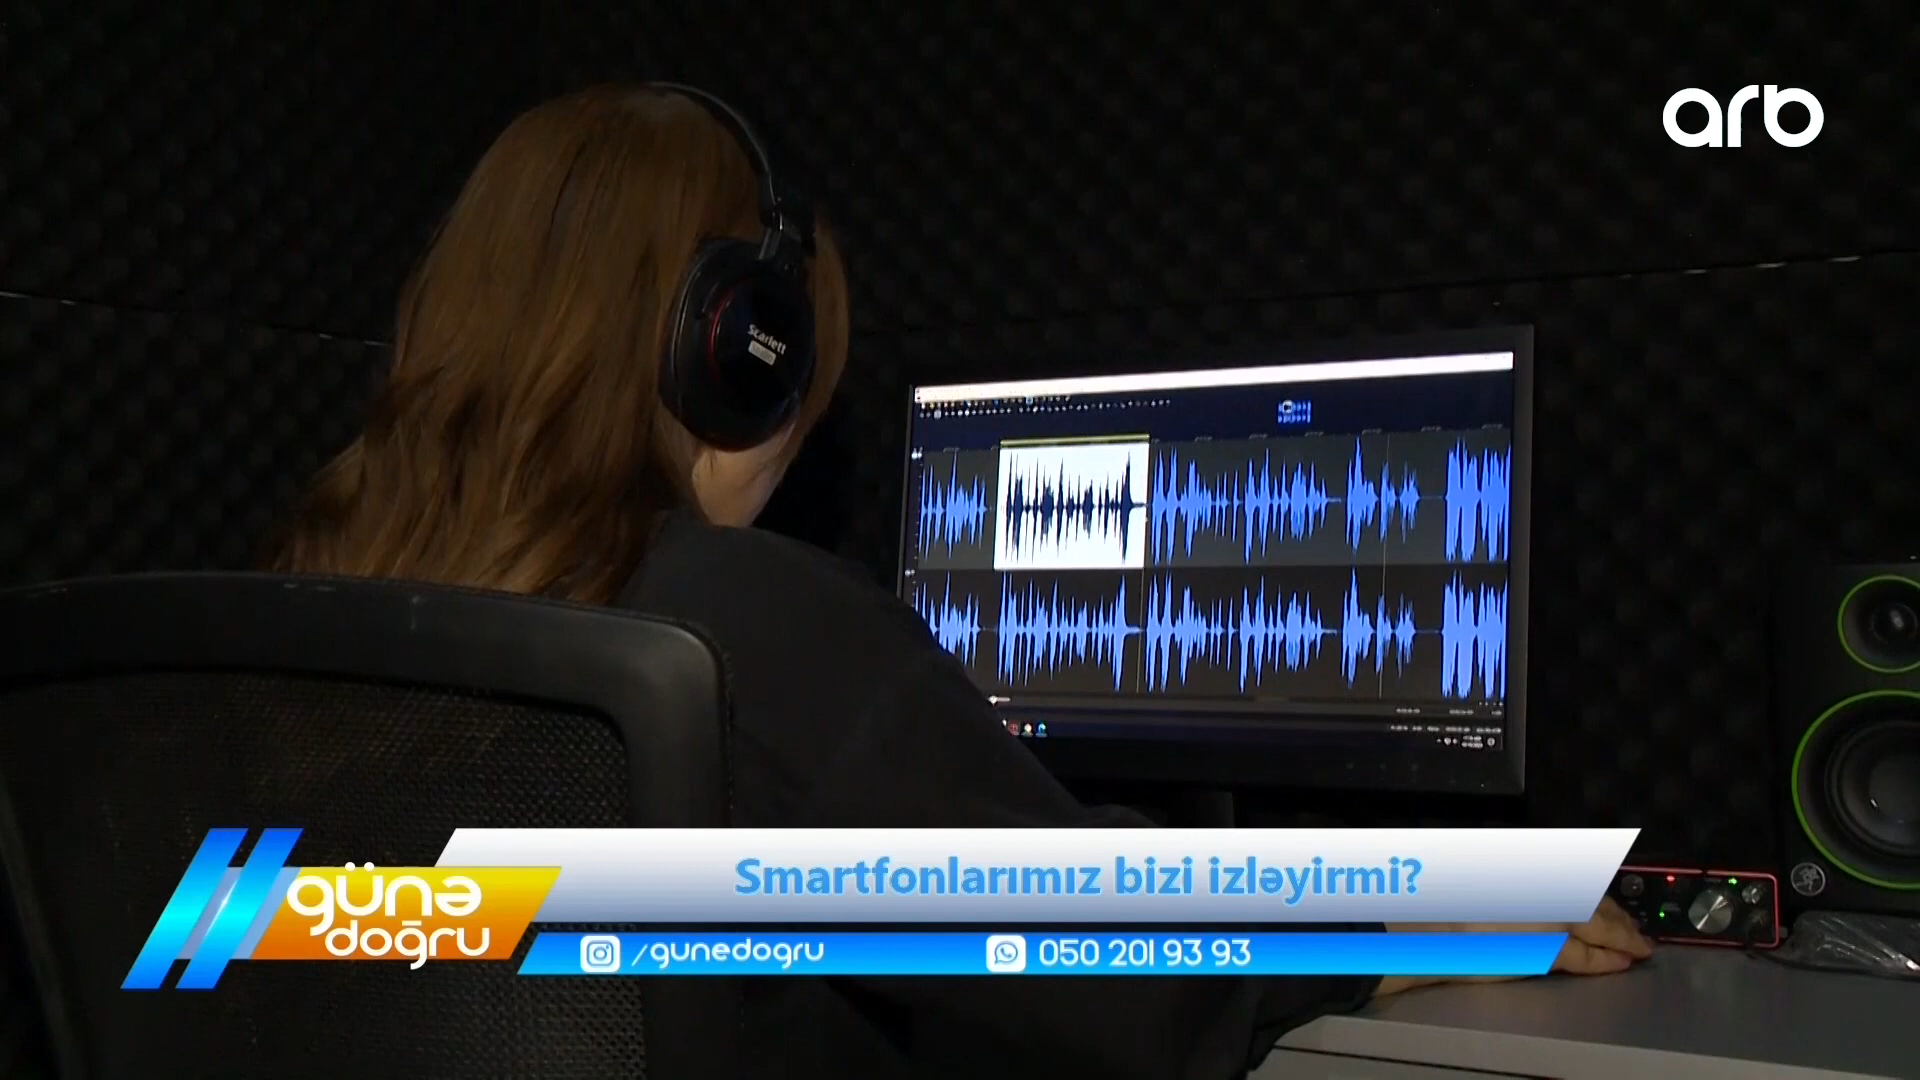 arb
Scarlett
Smartfonlarımız bizi izləyirmi?
günə
doğru
/gunedogru
050 201 93 93